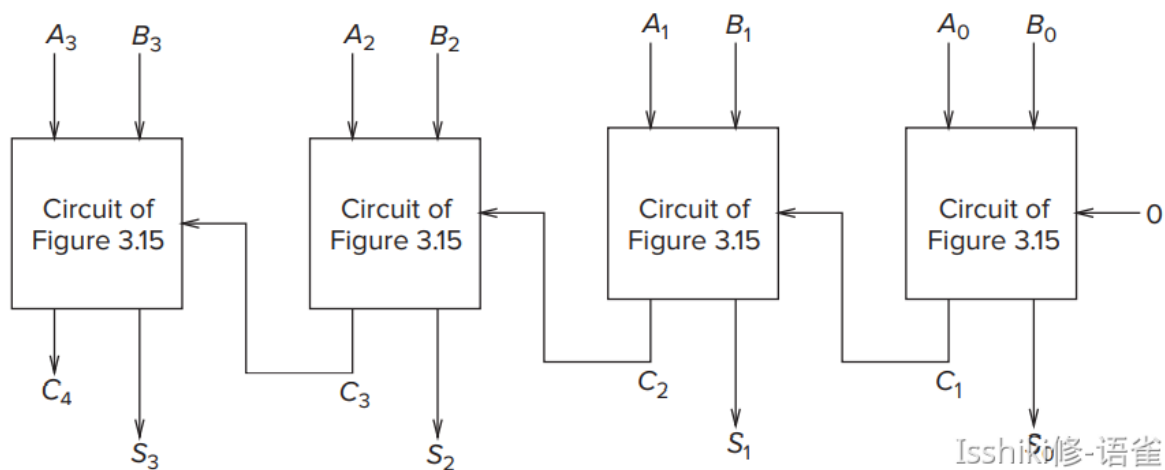 A3 B3 A2 B2 A1 B1 A0 B0
Circuit of Circuit of Circuit of Circuit of 0
Figure 3.15 Figure 3.15 Figure 3.15 Figure 3.15
C4 C3 C2 C1
S3 S2 S1 S0
Isshiki修-语雀